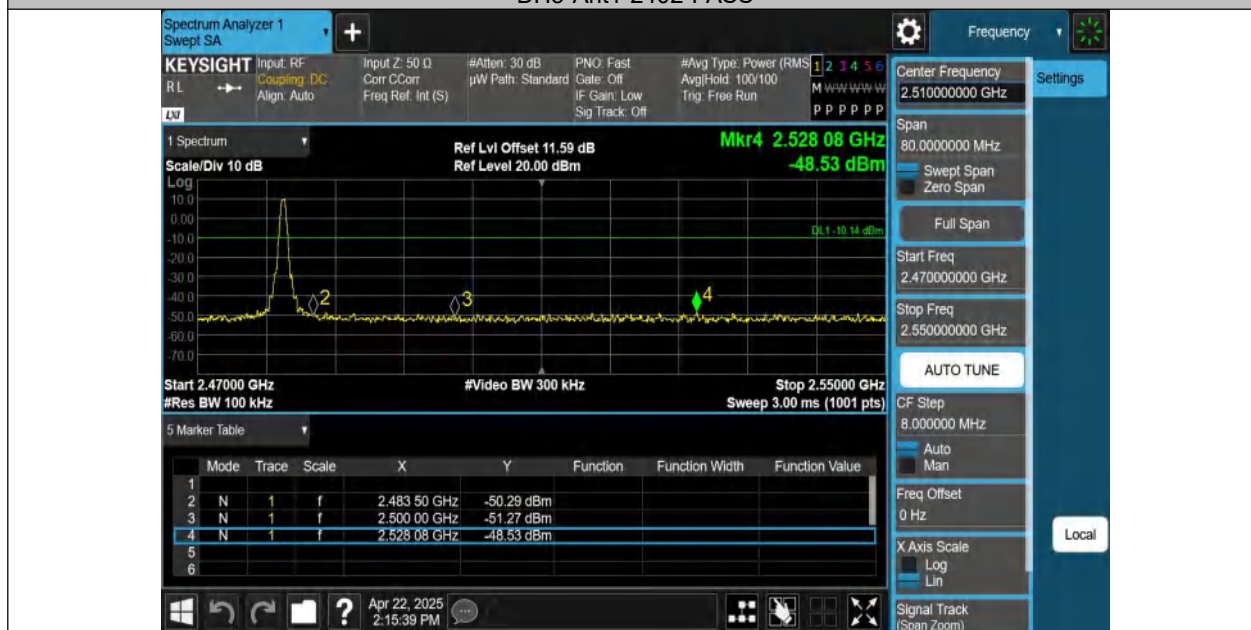 Spectrum Analyzer 1
Swept SA
+
Frequency
KEYSIGHT
RL
LXI
Input: RF
Coupling: DC
Align: Auto
Input Z: 50 Ω
Corr CCorr
Freq Ref: Int (S)
#Atten: 30 dB
µW Path: Standard
PNO: Fast
Gate: Off
IF Gain: Low
Sig Track: Off
#Avg Type: Power (RMS
Avg|Hold: 100/100
Trig: Free Run
1 2 3 4 5 6
M W W W W W
P P P P P P
1 Spectrum
Scale/Div 10 dB
Ref Lvl Offset 11.59 dB
Ref Level 20.00 dBm
Mkr4 2.528 08 GHz
-48.53 dBm
Log
10.0
0.00
-10.0
-20.0
-30.0
-40.0
-50.0
-60.0
-70.0
DL1 -10.14 dBm
2
3
4
Start 2.47000 GHz
#Res BW 100 kHz
#Video BW 300 kHz
Stop 2.55000 GHz
Sweep 3.00 ms (1001 pts)
5 Marker Table
Mode Trace Scale X Y Function Function Width Function Value
1
2 N 1 f 2.483 50 GHz -50.29 dBm
3 N 1 f 2.500 00 GHz -51.27 dBm
4 N 1 f 2.528 08 GHz -48.53 dBm
5
6
?
Apr 22, 2025
2:15:39 PM
Center Frequency
2.510000000 GHz
Span
80.0000000 MHz
Swept Span
Zero Span
Full Span
Start Freq
2.470000000 GHz
Stop Freq
2.550000000 GHz
AUTO TUNE
CF Step
8.000000 MHz
Auto
Man
Freq Offset
0 Hz
X Axis Scale
Log
Lin
Signal Track
(Span Zoom)
Settings
Local